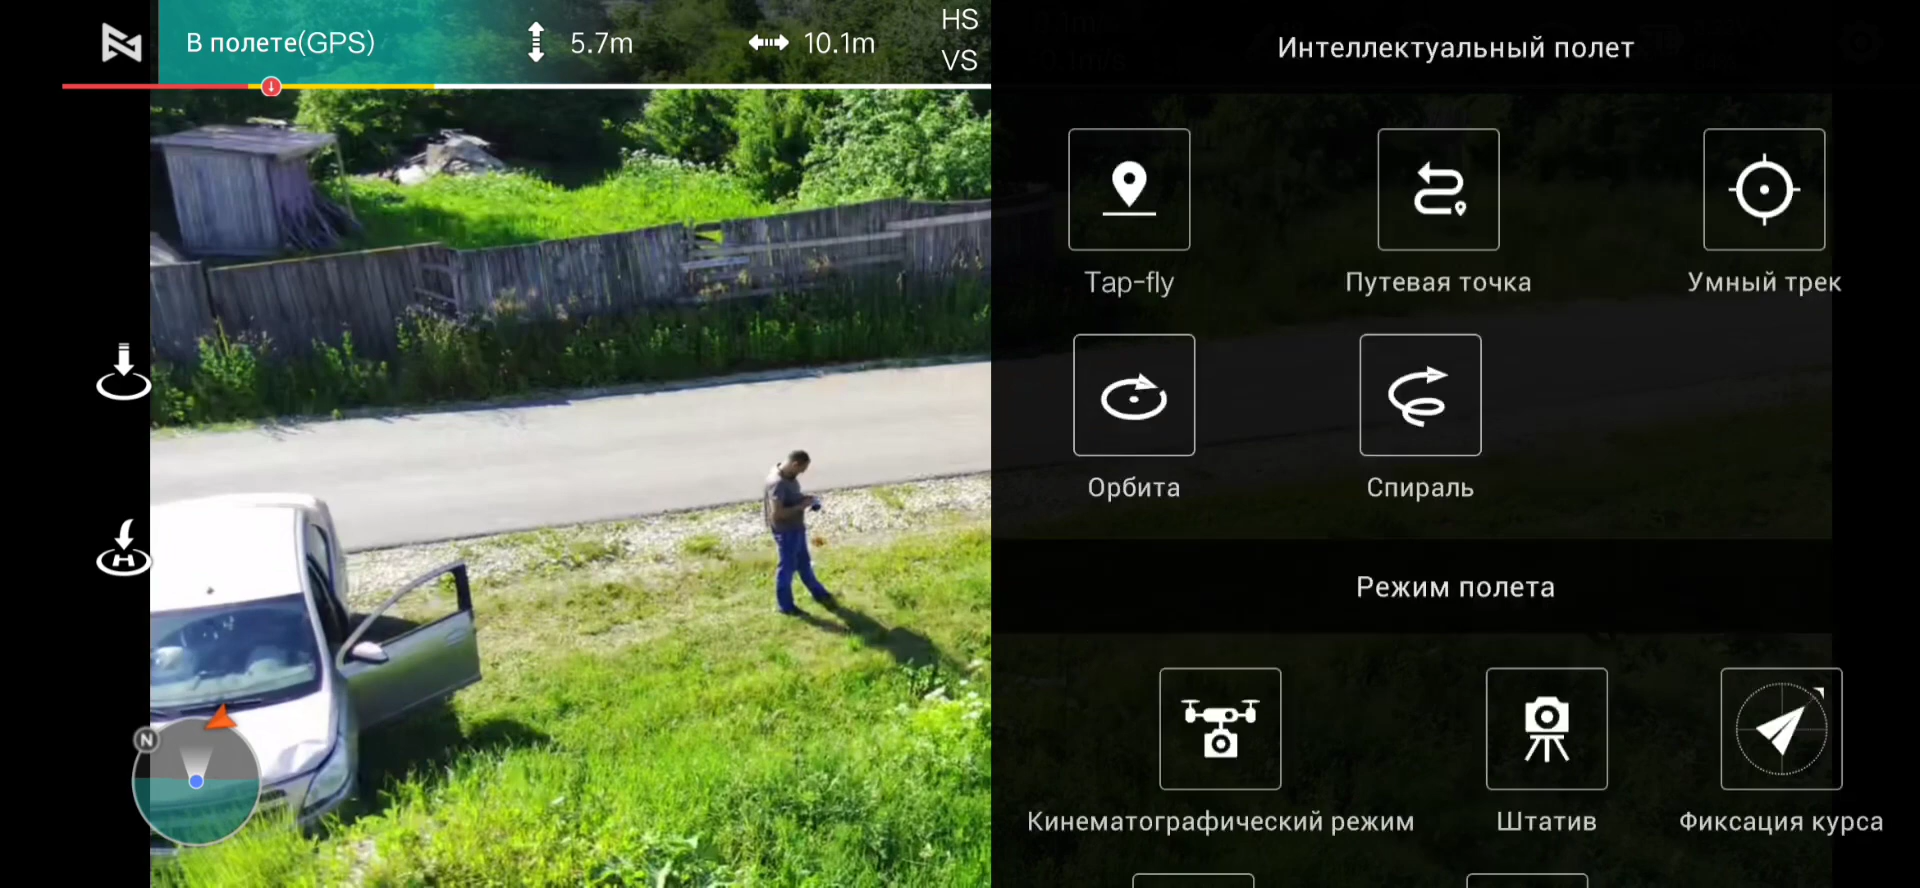 В полете(GPS)
5.7m
10.1m
HS
VS
Интеллектуальный полет
Tap-fly
Путевая точка
Умный трек
Орбита
Спираль
Режим полета
Кинематографический режим
Штатив
Фиксация курса
N